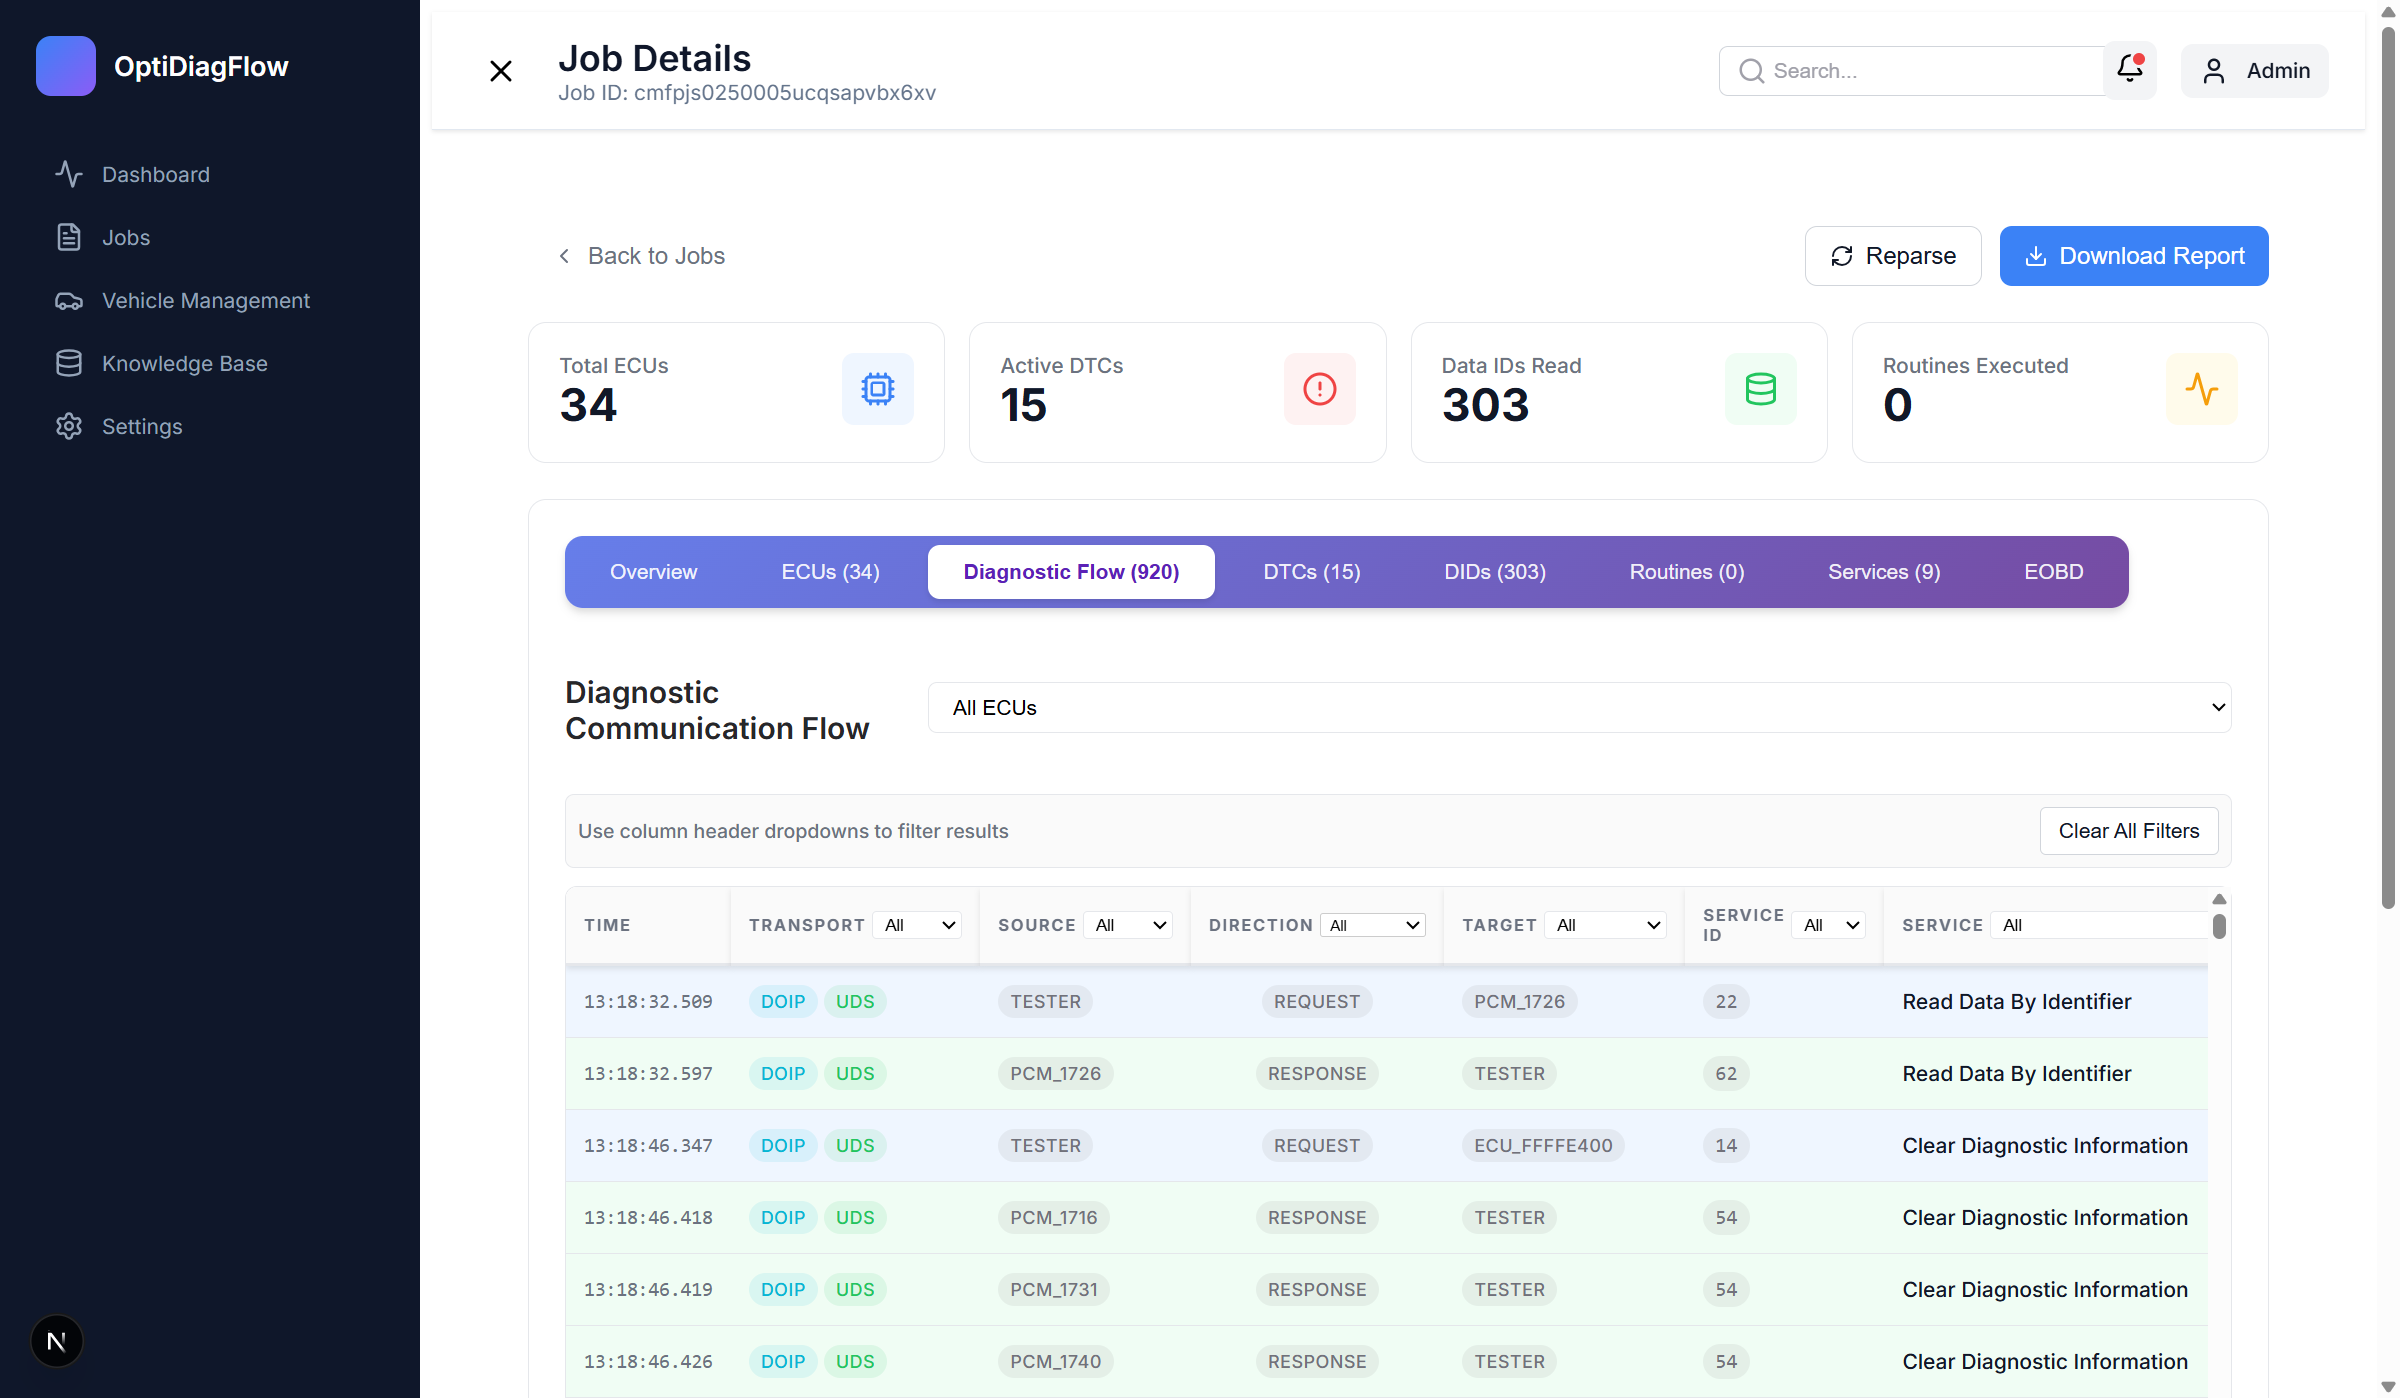 OptiDiagFlow
Dashboard
Jobs
Vehicle Management
Knowledge Base
Settings
N
Job Details
Job ID: cmfpjs0250005ucqsapvbx6xv
Search...
Admin
Back to Jobs
Reparse
Download Report
Total ECUs
34
Active DTCs
15
Data IDs Read
303
Routines Executed
0
Overview
ECUs (34)
Diagnostic Flow (920)
DTCs (15)
DIDs (303)
Routines (0)
Services (9)
EOBD
Diagnostic
Communication Flow
All ECUs
Use column header dropdowns to filter results
Clear All Filters
TIME TRANSPORT All SOURCE All DIRECTION All TARGET All SERVICE ID All SERVICE All
13:18:32.509 DOIP UDS TESTER REQUEST PCM_1726 22 Read Data By Identifier
13:18:32.597 DOIP UDS PCM_1726 RESPONSE TESTER 62 Read Data By Identifier
13:18:46.347 DOIP UDS TESTER REQUEST ECU_FFFFE400 14 Clear Diagnostic Information
13:18:46.418 DOIP UDS PCM_1716 RESPONSE TESTER 54 Clear Diagnostic Information
13:18:46.419 DOIP UDS PCM_1731 RESPONSE TESTER 54 Clear Diagnostic Information
13:18:46.426 DOIP UDS PCM_1740 RESPONSE TESTER 54 Clear Diagnostic Information